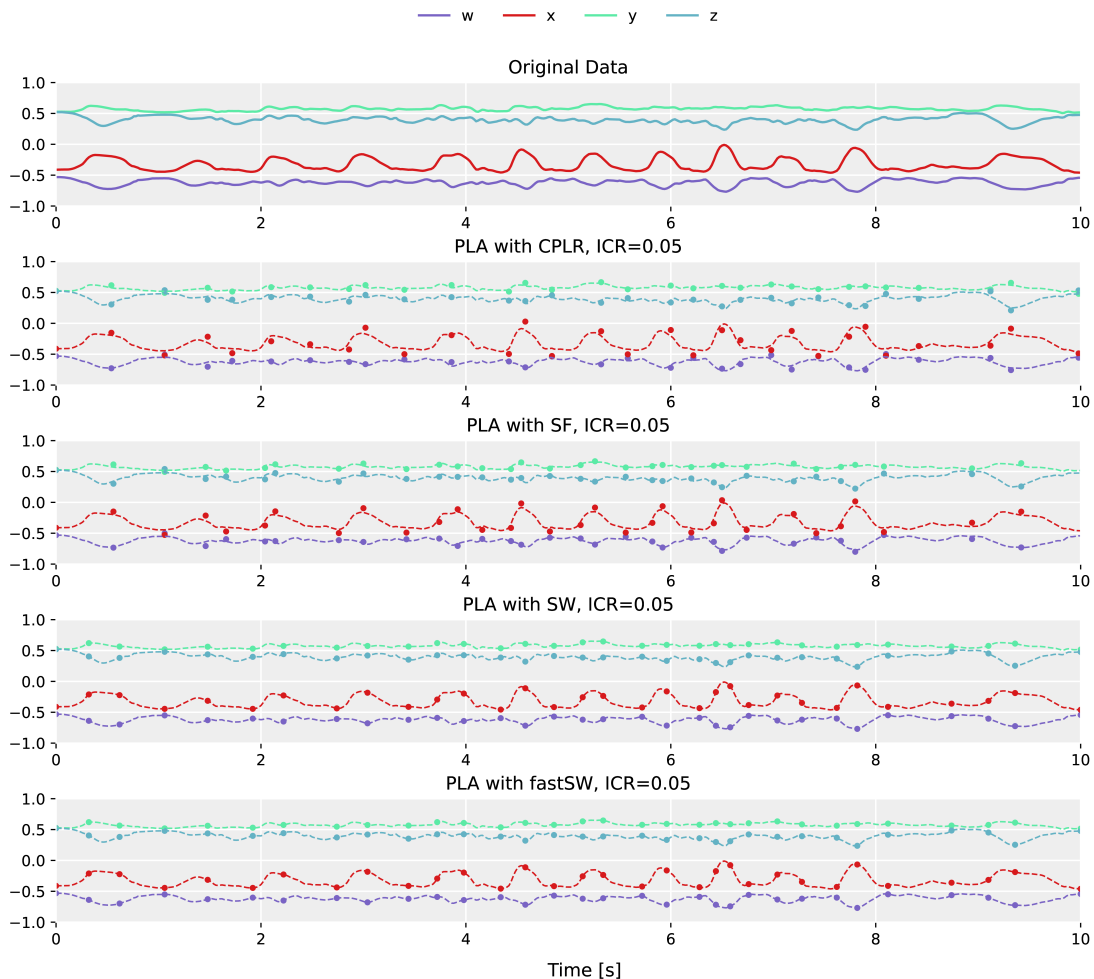 w x y z
Original Data
1.0
0.5
0.0
−0.5
−1.0
0 2 4 6 8 10
PLA with CPLR, ICR=0.05
1.0
0.5
0.0
−0.5
−1.0
0 2 4 6 8 10
PLA with SF, ICR=0.05
1.0
0.5
0.0
−0.5
−1.0
0 2 4 6 8 10
PLA with SW, ICR=0.05
1.0
0.5
0.0
−0.5
−1.0
0 2 4 6 8 10
PLA with fastSW, ICR=0.05
1.0
0.5
0.0
−0.5
−1.0
0 2 4 6 8 10
Time [s]